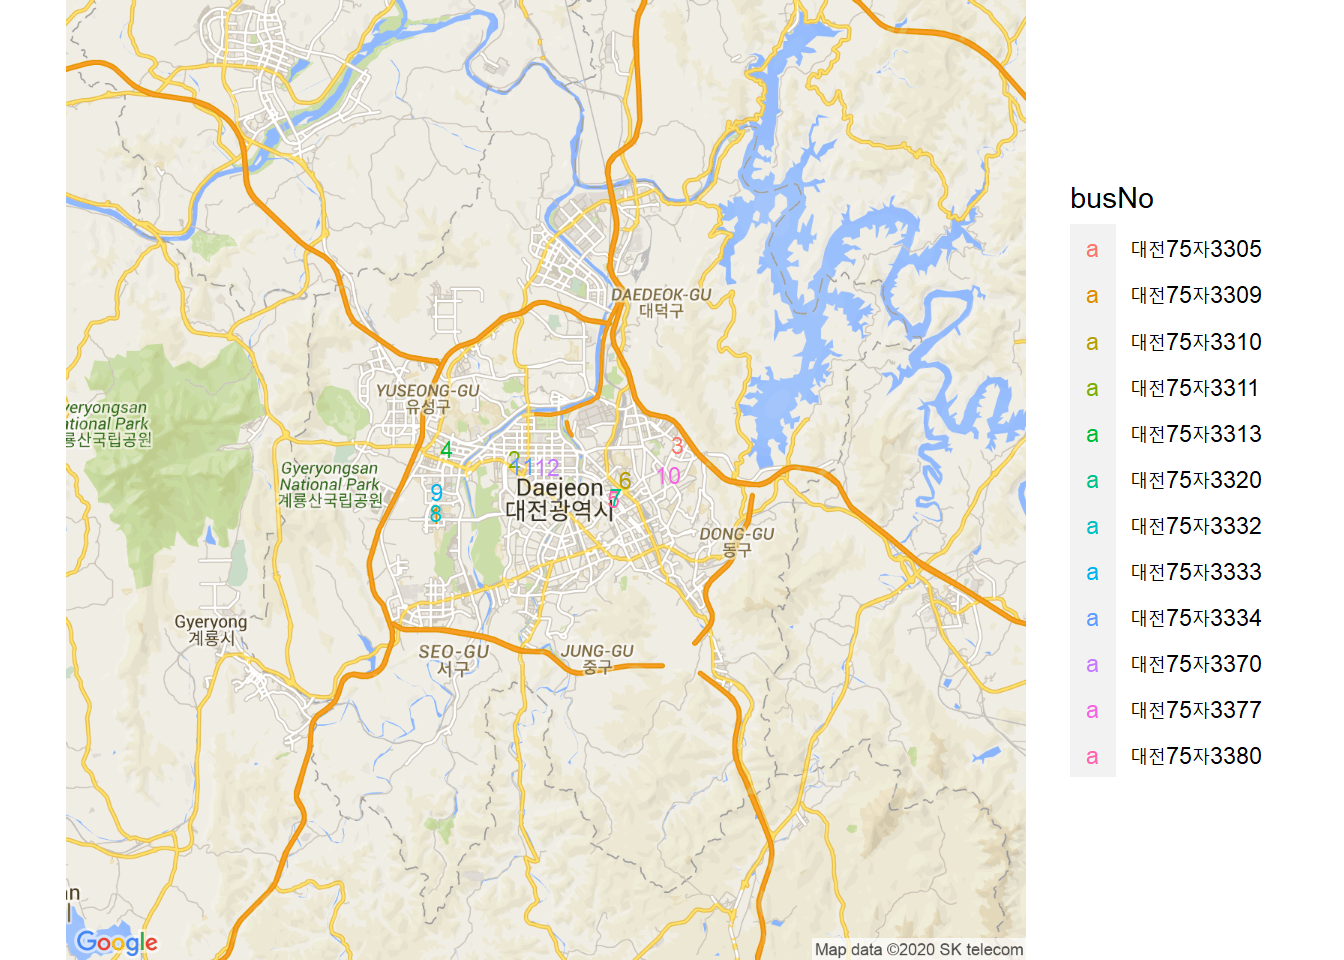 DAEDEOK-GU
대덕구
YUSEONG-GU
유성구
yeryongsan
ational Park
룡산국립공원
Gyeryongsan
National Park
계룡산국립공원
4
3
2
11
12
10
9
6
7
5
8
Daejeon
대전광역시
DONG-GU
동구
Gyeryong
계룡시
SEO-GU
서구
JUNG-GU
중구
an
Google
Map data ©2020 SK telecom
busNo
a 대전75자3305
a 대전75자3309
a 대전75자3310
a 대전75자3311
a 대전75자3313
a 대전75자3320
a 대전75자3332
a 대전75자3333
a 대전75자3334
a 대전75자3370
a 대전75자3377
a 대전75자3380